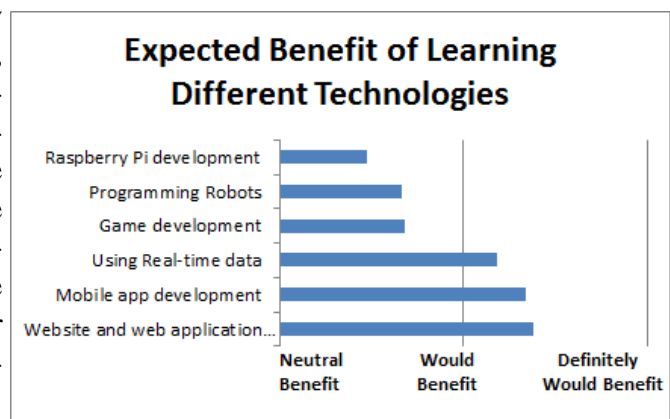 Expected Benefit of Learning
Different Technologies
Raspberry Pi development
Programming Robots
Game development
Using Real-time data
Mobile app development
Website and web application...
Neutral Would Definitely
Benefit Benefit Would Benefit